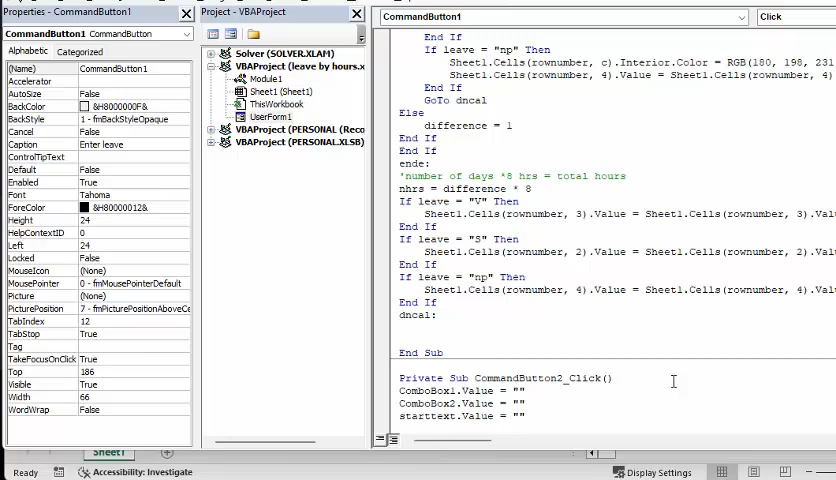 Properties - CommandButton1
CommandButton1 CommandButton
Alphabetic Categorized
(Name) CommandButton1
Accelerator
AutoSize False
BackColor &H8000000F&
BackStyle 1 - fmBackStyleOpaque
Cancel False
Caption Enter leave
ControlTipText
Default False
Enabled True
Font Tahoma
ForeColor &H80000012&
Height 24
HelpContextID 0
Left 24
Locked False
MouseIcon (None)
MousePointer 0 - fmMousePointerDefault
Picture (None)
PicturePosition 7 - fmPicturePositionAboveCe
TabIndex 12
TabStop True
Tag
TakeFocusOnClick True
Top 186
Visible True
Width 66
WordWrap False
Project - VBAProject
Solver (SOLVER.XLAM)
VBAProject (leave by hours.x
Module1
Sheet1 (Sheet1)
ThisWorkbook
UserForm1
VBAProject (PERSONAL (Reco
VBAProject (PERSONAL.XLSB)
CommandButton1 Click
End If
If leave = "np" Then
Sheet1.Cells(rownumber, c).Interior.Color = RGB(180, 198, 231
Sheet1.Cells(rownumber, 4).Value = Sheet1.Cells(rownumber, 4)
End If
GoTo dncal
Else
difference = 1
End If
End If
ende:
'number of days *8 hrs = total hours
nhrs = difference * 8
If leave = "V" Then
Sheet1.Cells(rownumber, 3).Value = Sheet1.Cells(rownumber, 3).Valu
End If
If leave = "S" Then
Sheet1.Cells(rownumber, 2).Value = Sheet1.Cells(rownumber, 2).Valu
End If
If leave = "np" Then
Sheet1.Cells(rownumber, 4).Value = Sheet1.Cells(rownumber, 4).Valu
End If
dncal:
End Sub
Private Sub CommandButton2_Click()
ComboBox1.Value = ""
ComboBox2.Value = ""
starttext.Value = ""
Sheet1
Ready Accessibility: Investigate Display Settings